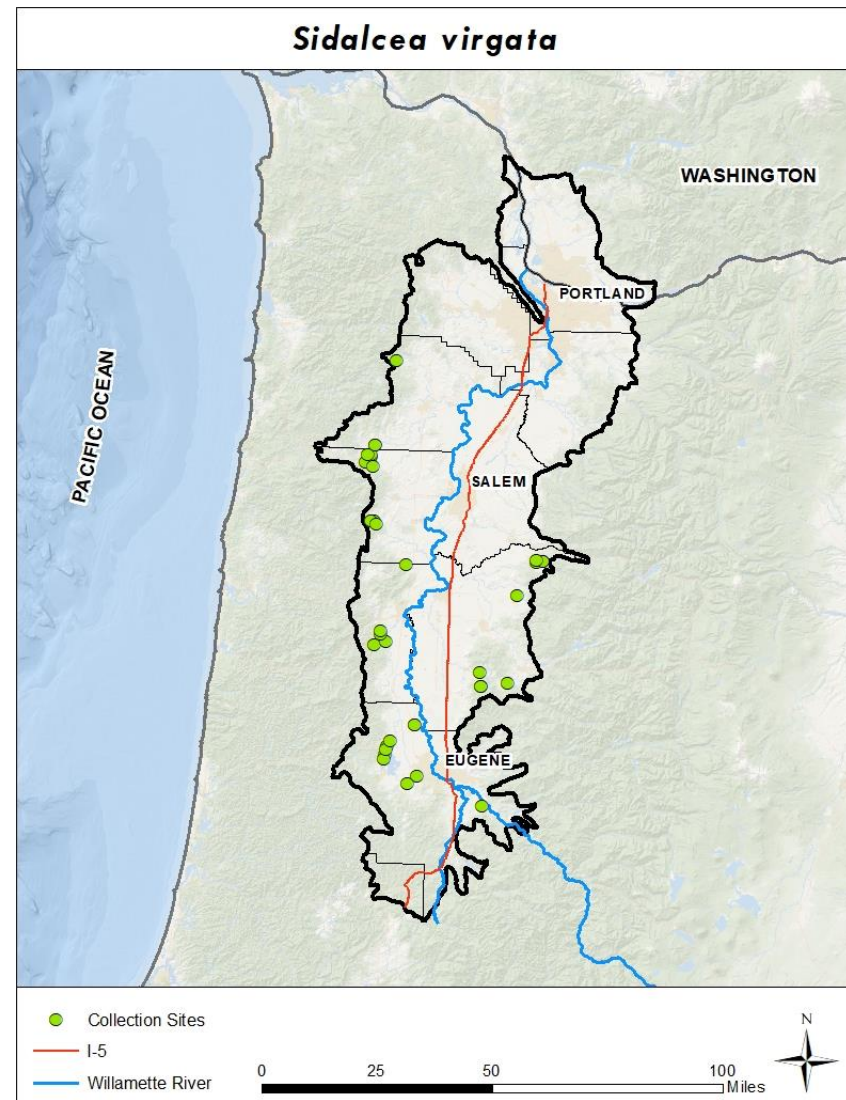 Sidalcea virgata
WASHINGTON
PORTLAND
PACIFIC OCEAN
SALEM
EUGENE
Collection Sites
I-5
Willamette River
0 25 50 100
Miles
N